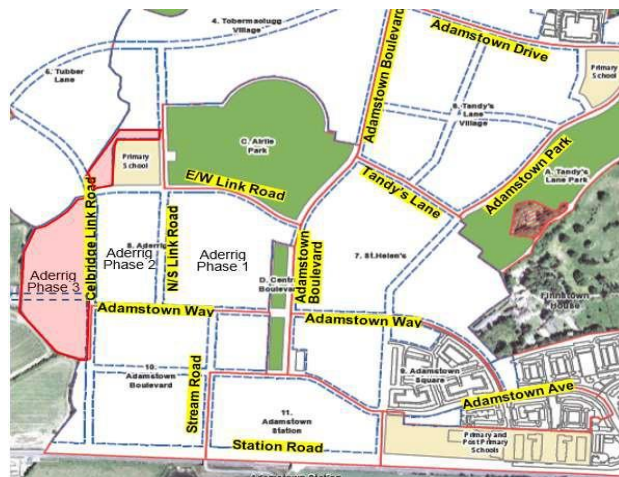 4. Tobermaclugg
Village
Adamstown Drive
Primary
School
6. Tubber
Lane
Adamstown Boulevard
8. Tandy's
Lane
Village
C. Airlie
Park
Primary
School
E/W Link Road
Tandy's Lane
Adamstown Park
A. Tandy's
Lane Park
Celbridge Link Road
N/S Link Road
Aderrig
Phase 2
Aderrig
Phase 1
Aderrig
Phase 3
Adamstown
Boulevard
7. St.Helen's
D. Central
Boulevard
Finnstown
House
Adamstown Way
Adamstown Way
10.
Adamstown
Boulevard
Stream Road
9. Adamstown
Square
Adamstown Ave
11.
Adamstown
Station
Station Road
Primary and
Post Primary
Schools